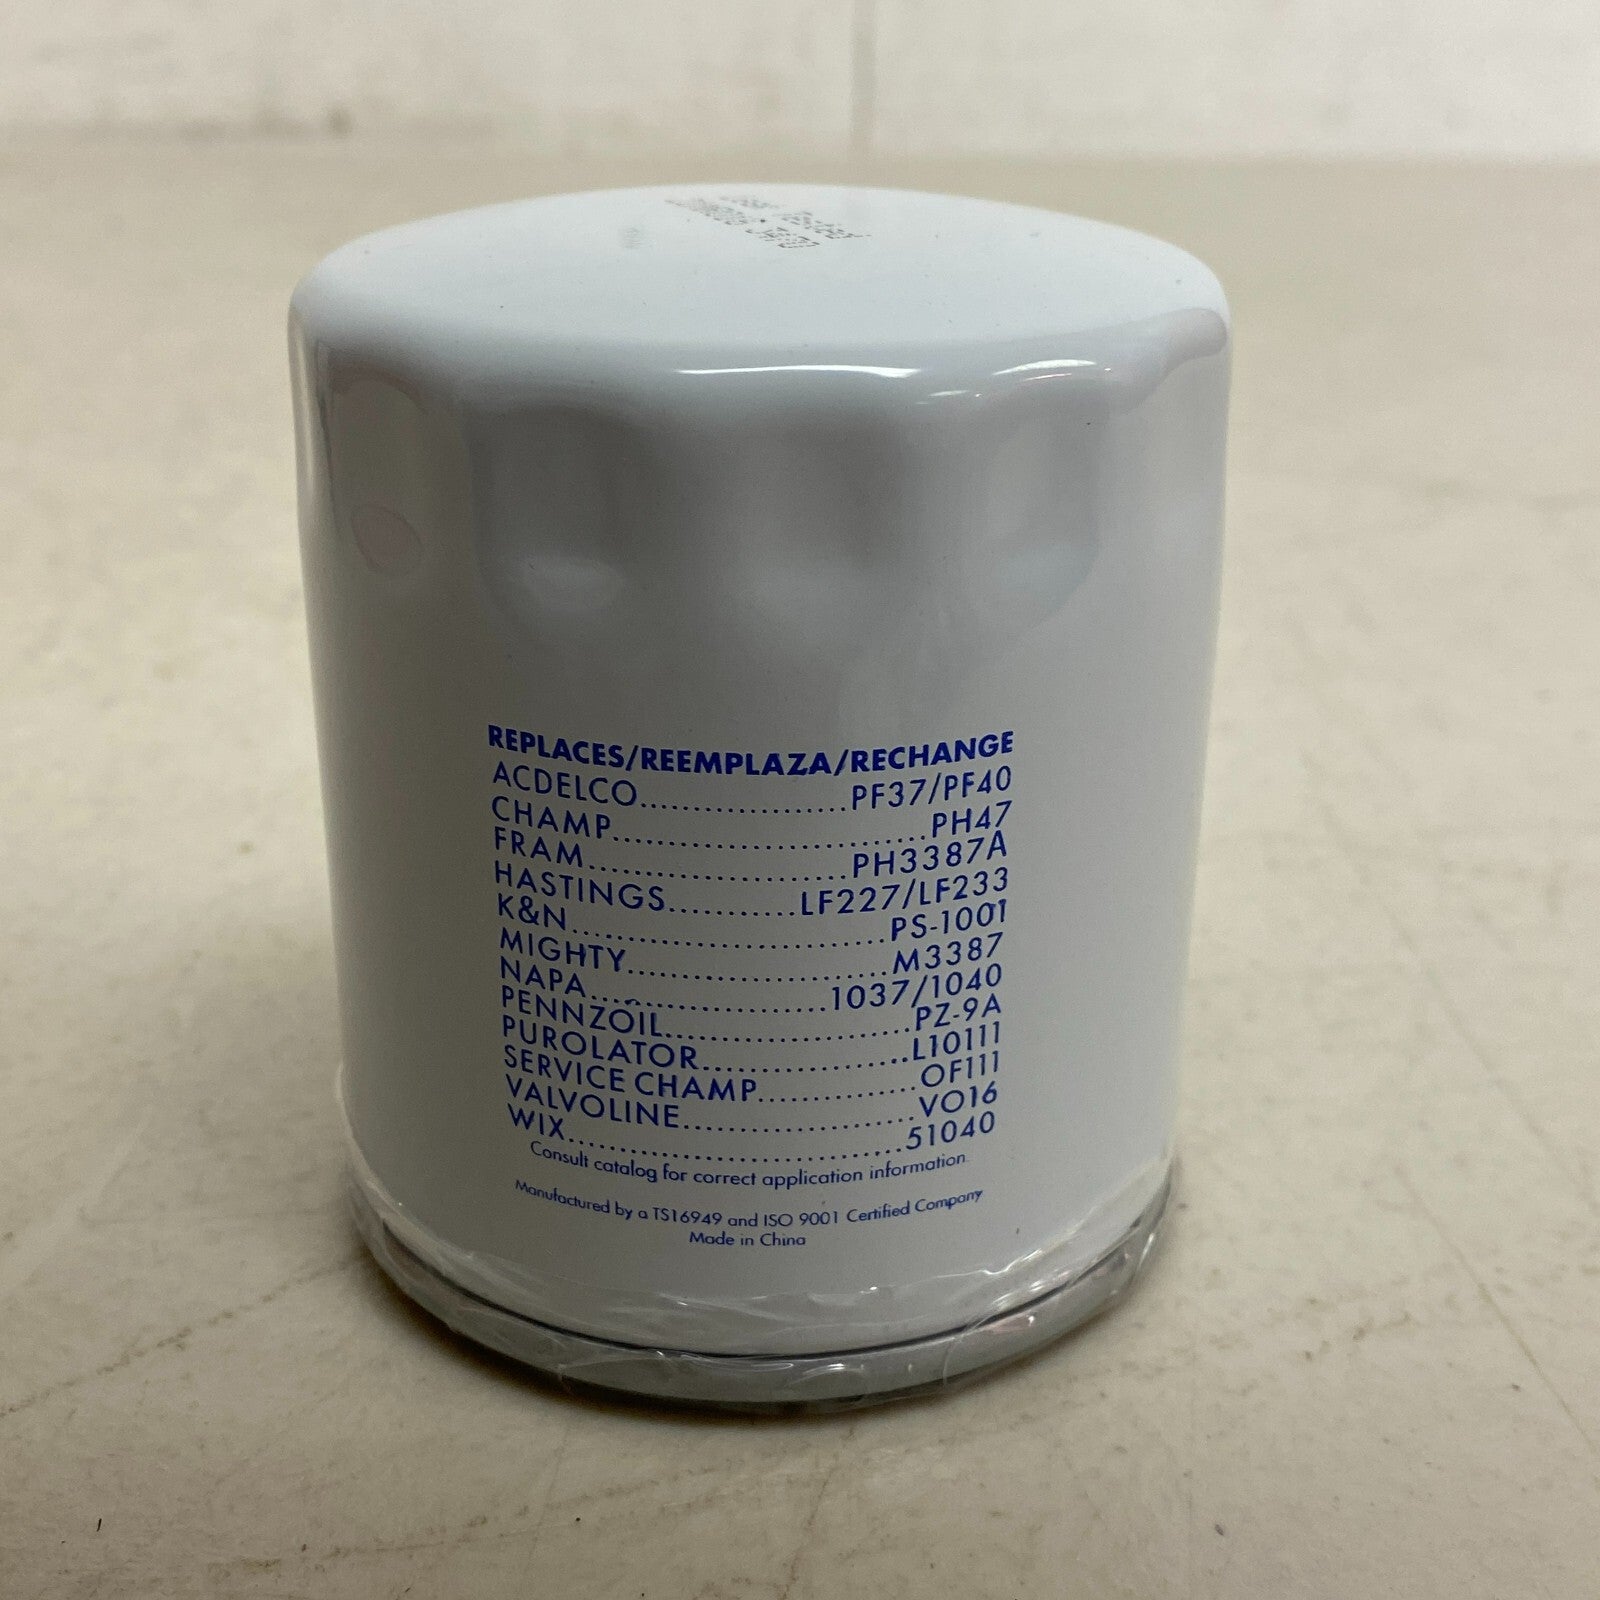 REPLACES/REEMPLAZA/RECHANGE
ACDELCO....................PF37/PF40
CHAMP..............................PH47
FRAM.........................PH3387A
HASTINGS............LF227/LF233
K&N..............................PS-1001
MIGHTY.........................M3387
NAPA.......................1037/1040
PENNZOIL........................PZ-9A
PUROLATOR....................L10111
SERVICE CHAMP...............OF111
VALVOLINE......................VO16
WIX................................51040
Consult catalog for correct application information.
Manufactured by a TS16949 and ISO 9001 Certified Company
Made in China